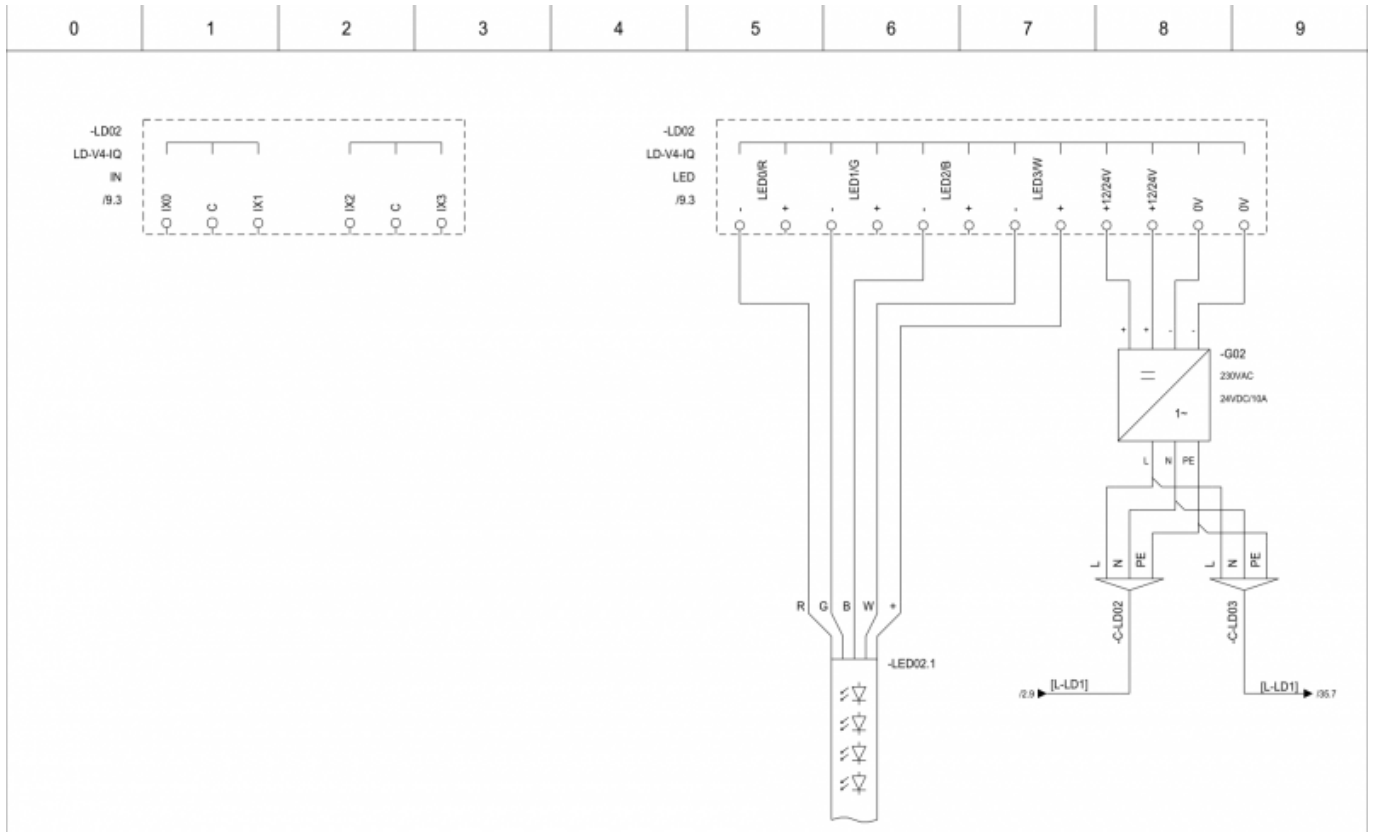 0 1 2 3 4 5 6 7 8 9
-LD02
LD-V4-IQ
IN
/9.3
IX0 C IX1 IX2 C IX3
-LD02
LD-V4-IQ
LED
/9.3
LED0/R LED1/G LED2/B LED3/W +12/24V +12/24V 0V 0V
- + - + - + - +
+ + - -
-G02
230VAC
24VDC/10A
1~
L N PE
L N PE L N PE
R G B W +
-C-LD02 -C-LD03
-LED02.1
/2.9 [L-LD1] [L-LD1] /35.7